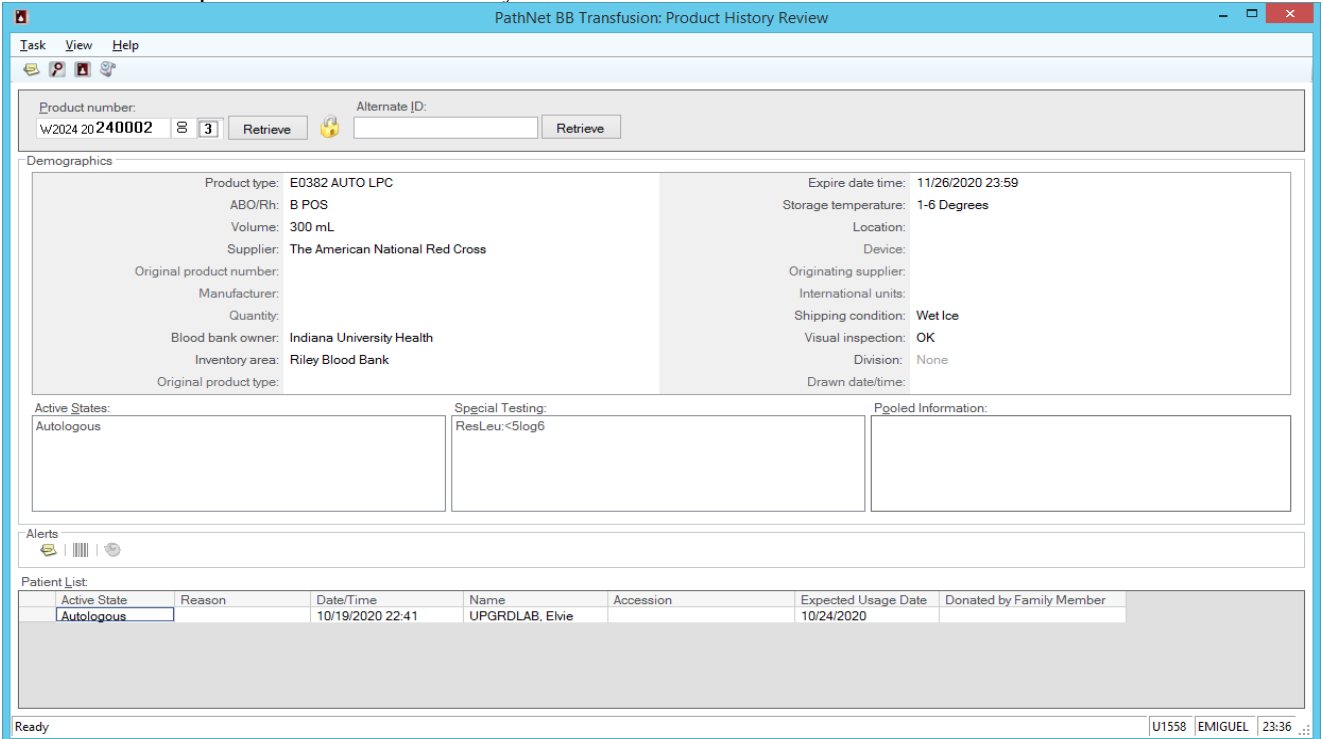 PathNet BB Transfusion: Product History Review
Task View Help
Product number: Alternate ID:
W2024 20 240002 00 3 Retrieve Retrieve
Demographics
Product type: E0382 AUTO LPC Expire date time: 11/26/2020 23:59
ABO/Rh: B POS Storage temperature: 1-6 Degrees
Volume: 300 mL Location:
Supplier: The American National Red Cross Device:
Original product number: Originating supplier:
Manufacturer: International units:
Quantity: Shipping condition: Wet Ice
Blood bank owner: Indiana University Health Visual inspection: OK
Inventory area: Riley Blood Bank Division: None
Original product type: Drawn date/time:
Active States: Special Testing: Pooled Information:
Autologous ResLeu:<5log6
Alerts
Patient List:
Active State Reason Date/Time Name Accession Expected Usage Date Donated by Family Member
Autologous 10/19/2020 22:41 UPGRDLAB, Elvie 10/24/2020
Ready U1558 EMIGUEL 23:36